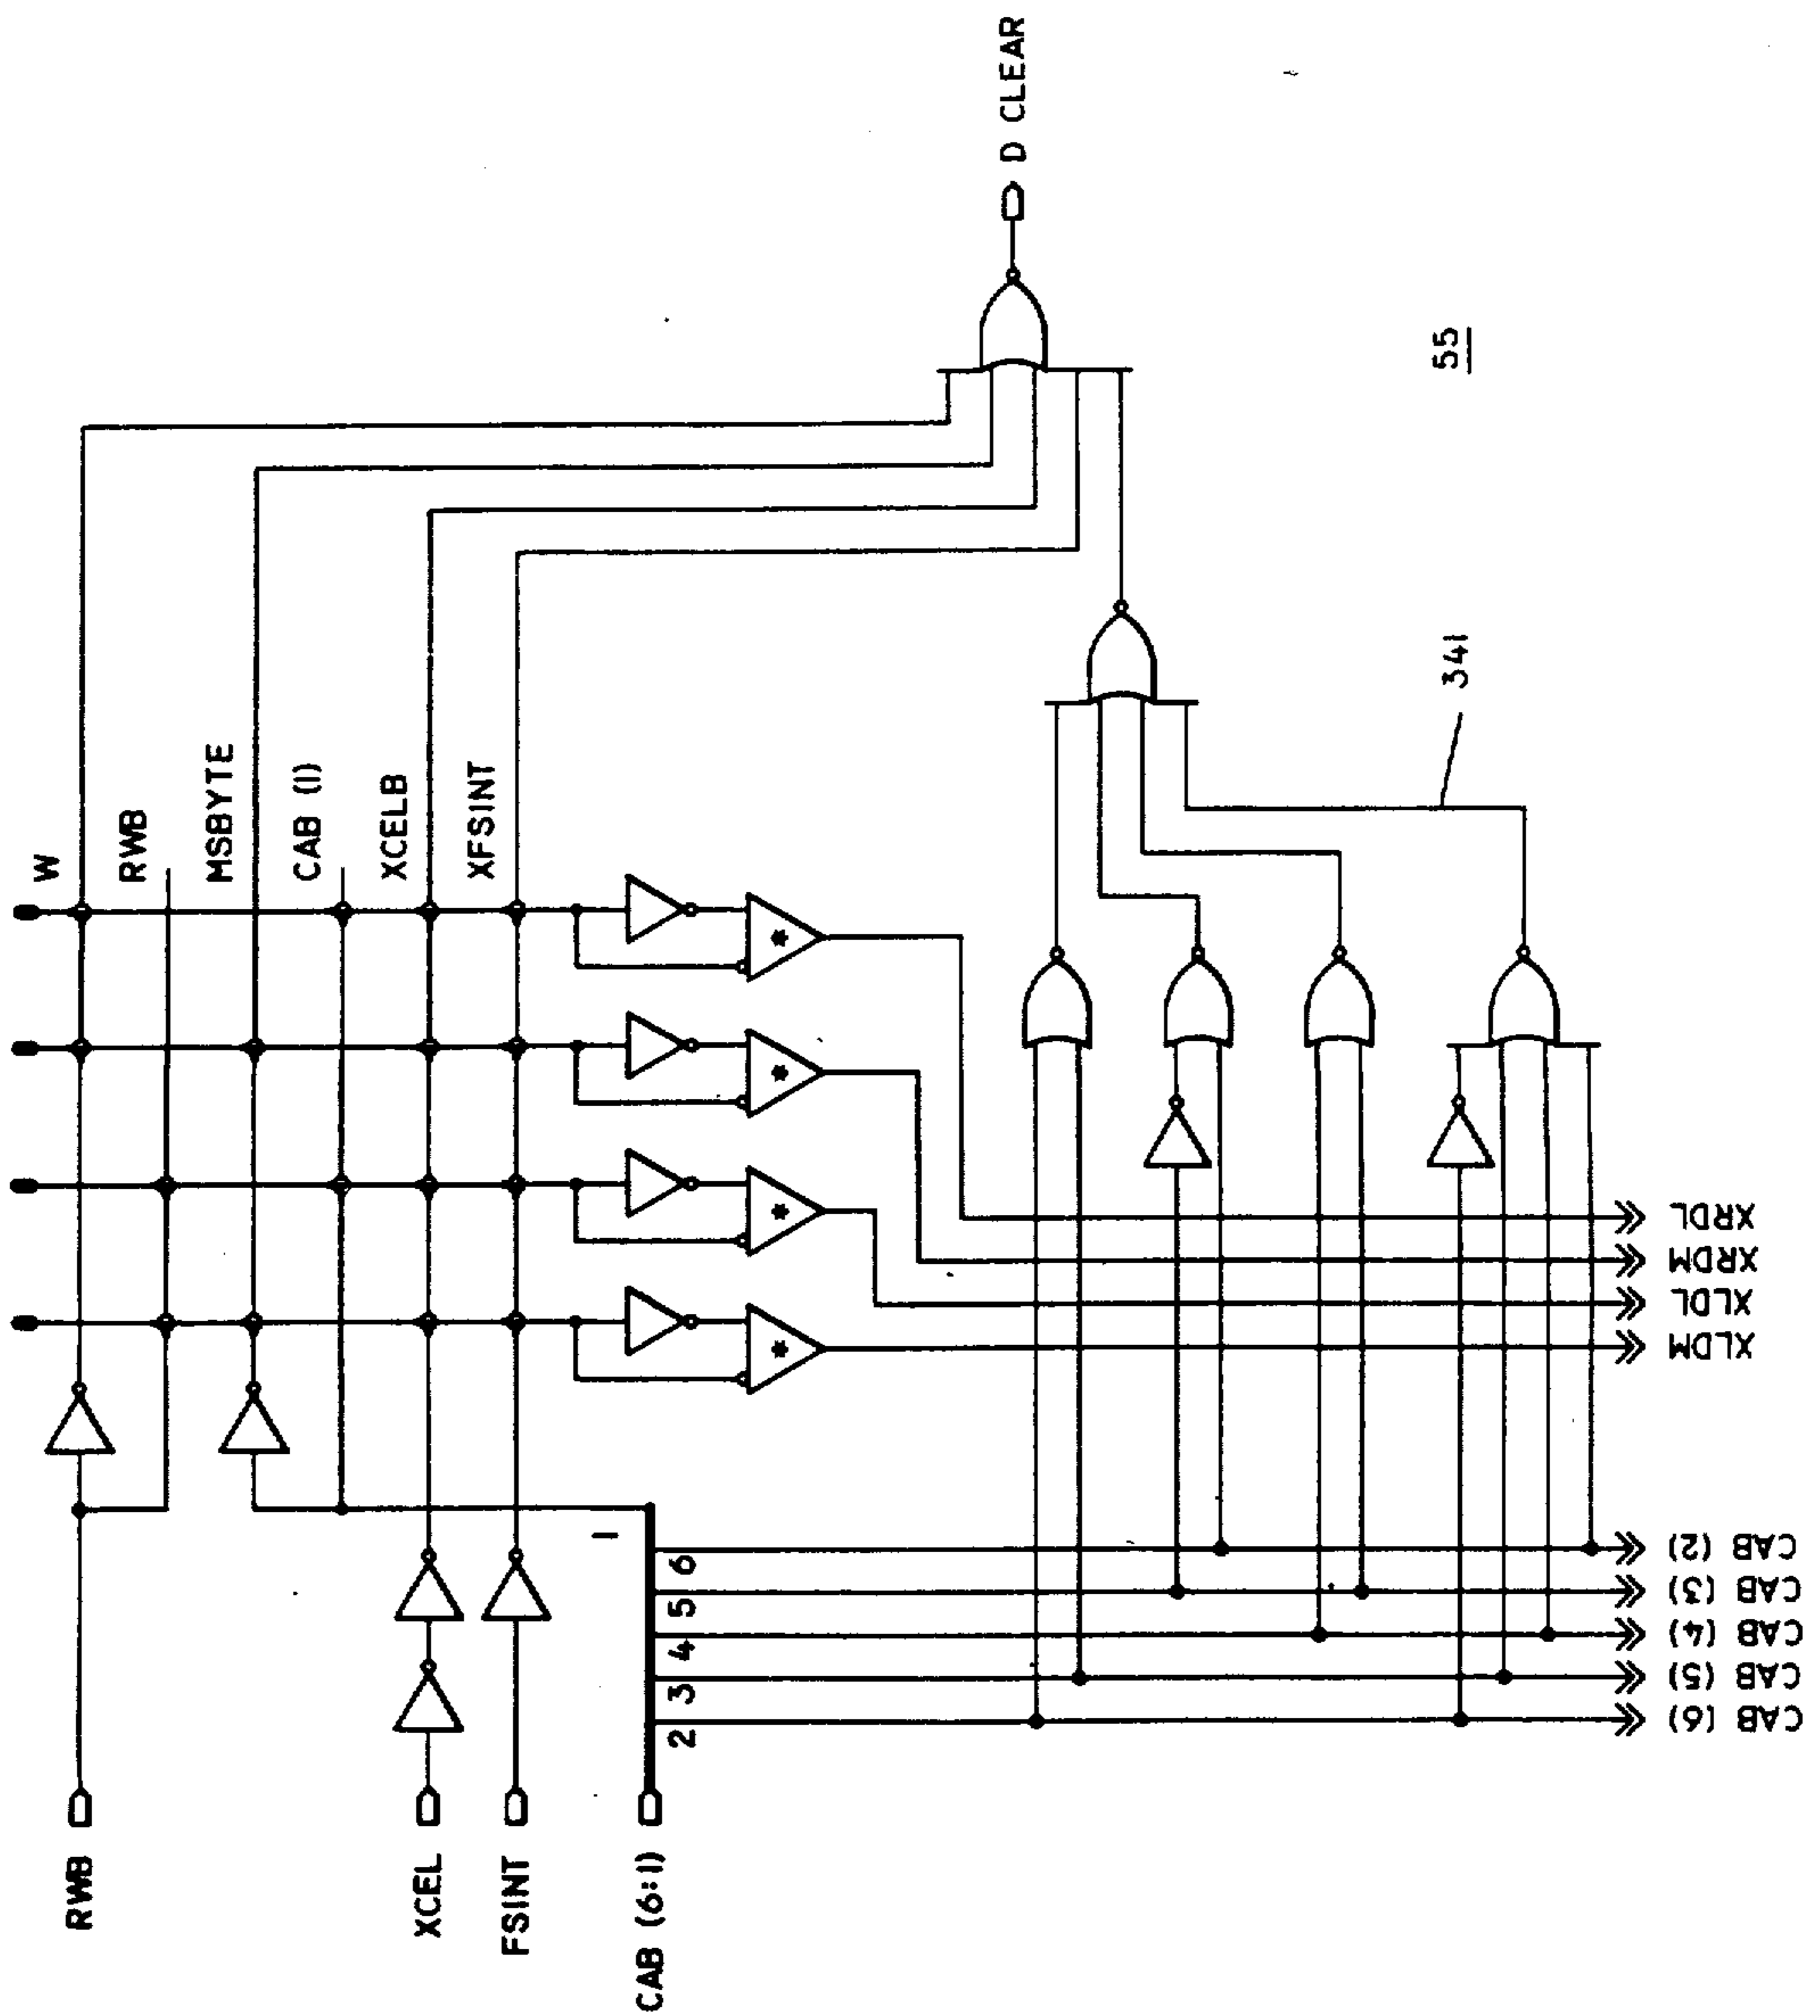 RWB
XCEL
FSINT
CAB (6:1)
W
RWB
MSBYTE
CAB (1)
XCELB
XFSINT
D CLEAR
1
6
5
4
3
2
*
*
*
*
XRDL
XRDM
XLDL
XLDM
CAB (2)
CAB (3)
CAB (4)
CAB (5)
CAB (6)
341
55